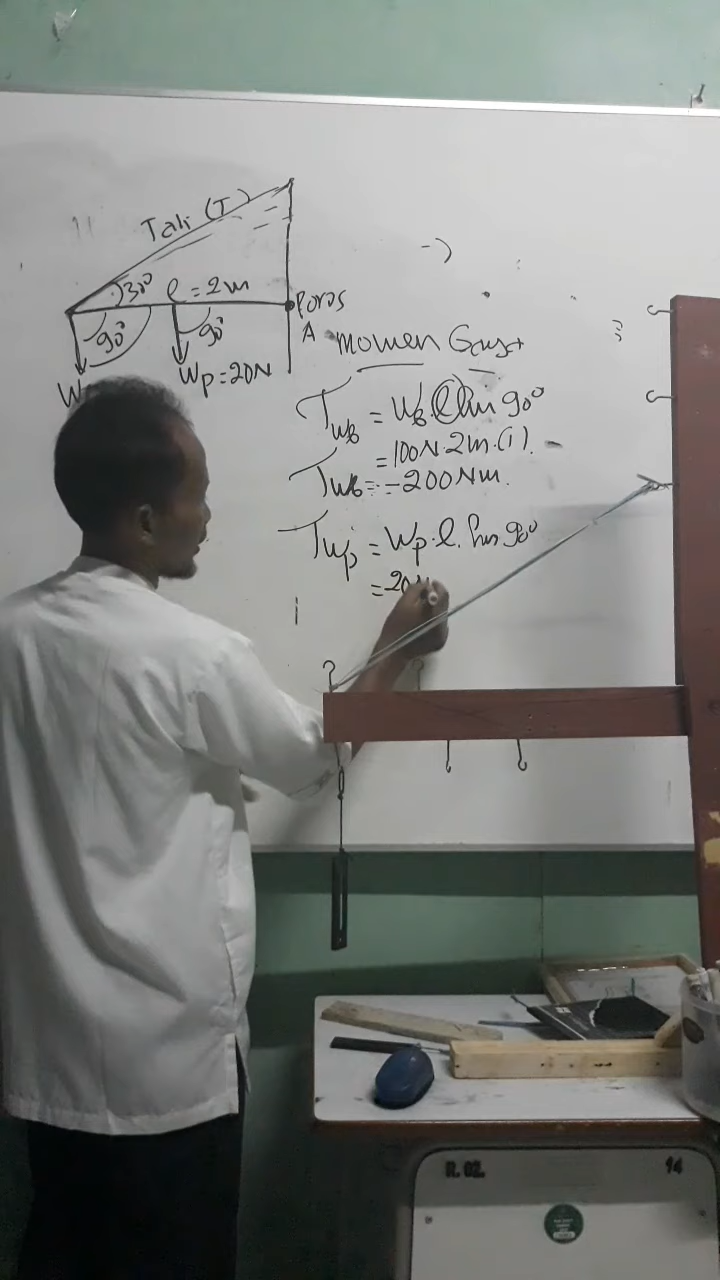 Tali (T)
30°
l = 2m
Poros
A
90°
90°
W
Wp = 20N
momen Gaya
τwB = WB.l sin 90°
= 100N.2m.(1).
τwB = -200Nm.
τwp = Wp.l. sin 90°
= 20N
R. 02.
14